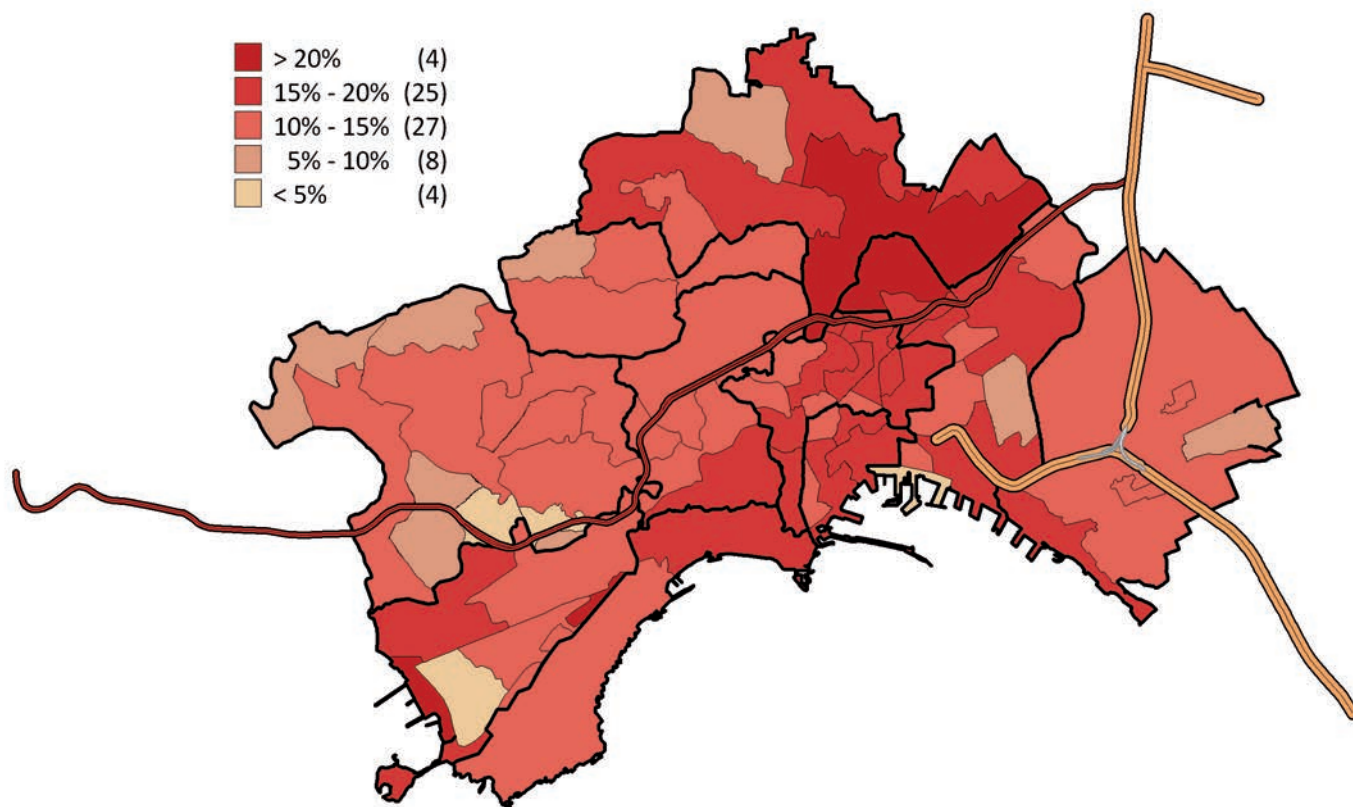 > 20% (4)
15% - 20% (25)
10% - 15% (27)
5% - 10% (8)
< 5% (4)